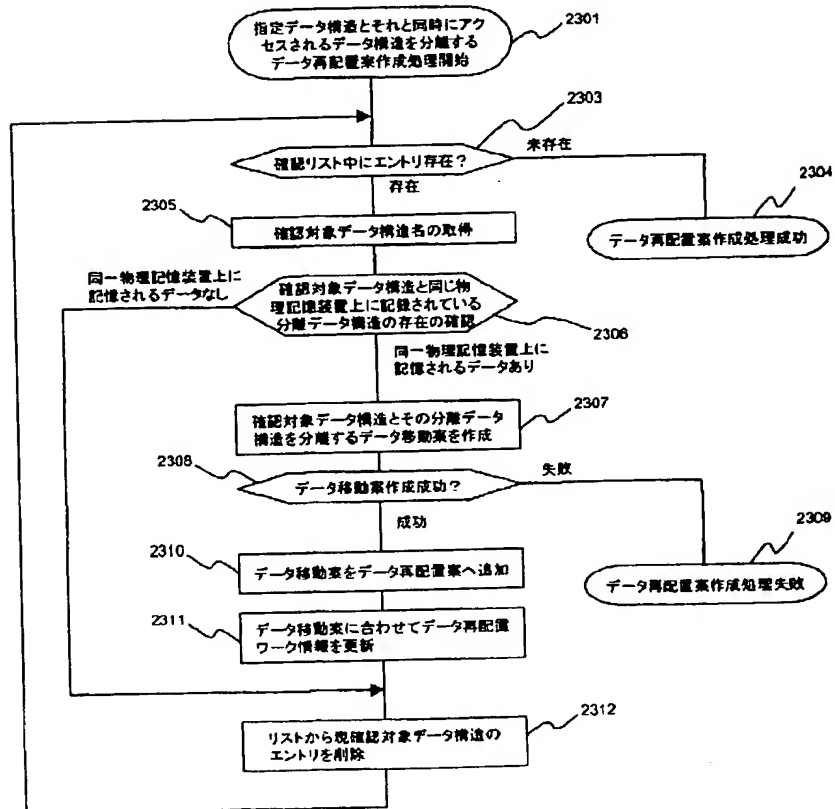 指定データ構造とそれと同時にアク
セスされるデータ構造を分離する
データ再配置案作成処理開始
2301
2303
確認リスト中にエントリ存在?
未存在
存在
2304
データ再配置案作成処理成功
2305
確認対象データ構造名の取得
同一物理記憶装置上に
記憶されるデータなし
確認対象データ構造と同じ物
理記憶装置上に記録されている
分離データ構造の存在の確認
2306
同一物理記憶装置上に
記憶されるデータあり
2307
確認対象データ構造とその分離データ
構造を分離するデータ移動案を作成
2308
データ移動案作成成功?
失敗
成功
2309
データ再配置案作成処理失敗
2310
データ移動案をデータ再配置案へ追加
2311
データ移動案に合わせてデータ再配置
ワーク情報を更新
2312
リストから現確認対象データ構造の
エントリを削除